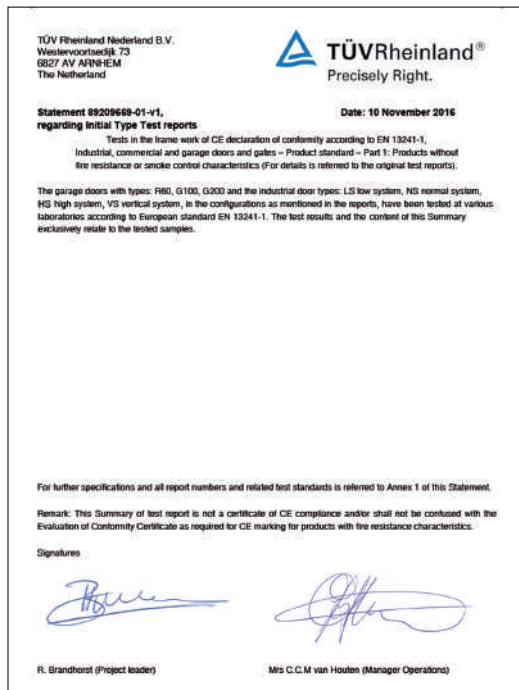 TÜV Rheinland Nederland B.V.
Westervoortsedijk 73
6827 AV ARNHEM
The Netherland
TÜVRheinland®
Precisely Right.
Statement 89209669-01-v1,
regarding Initial Type Test reports
Date: 10 November 2016
Tests in the frame work of CE declaration of conformity according to EN 13241-1,
Industrial, commercial and garage doors and gates – Product standard – Part 1: Products without
fire resistance or smoke control characteristics (For details is referred to the original test reports).
The garage doors with types: R60, G100, G200 and the industrial door types: LS low system, NS normal system,
HS high system, VS vertical system, in the configurations as mentioned in the reports, have been tested at various
laboratories according to European standard EN 13241-1. The test results and the content of this Summary
exclusively relate to the tested samples.
For further specifications and all report numbers and related test standards is referred to Annex 1 of this Statement.
Remark: This Summary of test report is not a certificate of CE compliance and/or shall not be confused with the
Evaluation of Conformity Certificate as required for CE marking for products with fire resistance characteristics.
Signatures
R. Brandhorst (Project leader)
Mrs C.C.M van Houten (Manager Operations)